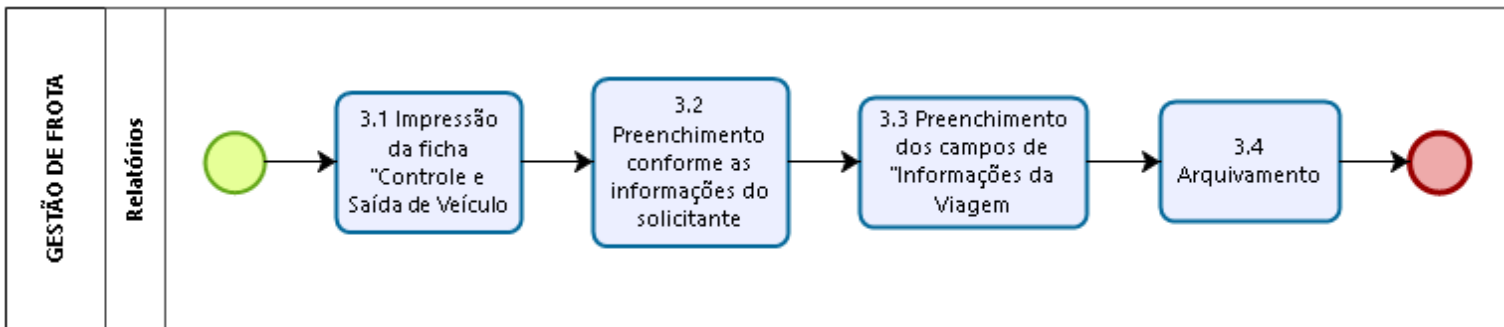 GESTÃO DE FROTA
Relatórios
3.1 Impressão
da ficha
"Controle e
Saída de Veículo
3.2
Preenchimento
conforme as
informações do
solicitante
3.3 Preenchimento
dos campos de
"Informações da
Viagem
3.4
Arquivamento